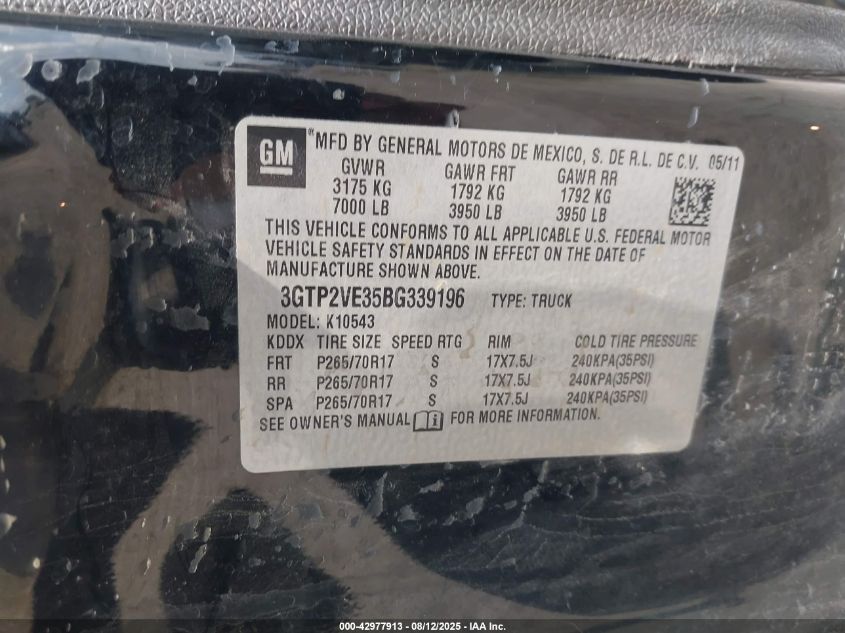 GM
®MFD BY GENERAL MOTORS DE MEXICO, S. DE R.L. DE C.V. 05/11
GVWR GAWR FRT GAWR RR
3175 KG 1792 KG 1792 KG
7000 LB 3950 LB 3950 LB
THIS VEHICLE CONFORMS TO ALL APPLICABLE U.S. FEDERAL MOTOR
VEHICLE SAFETY STANDARDS IN EFFECT ON THE DATE OF
MANUFACTURE SHOWN ABOVE.
3GTP2VE35BG339196 TYPE: TRUCK
MODEL: K10543
KDDX TIRE SIZE SPEED RTG RIM COLD TIRE PRESSURE
FRT P265/70R17 S 17X7.5J 240KPA(35PSI)
RR P265/70R17 S 17X7.5J 240KPA(35PSI)
SPA P265/70R17 S 17X7.5J 240KPA(35PSI)
SEE OWNER'S MANUAL i FOR MORE INFORMATION.
000-42977913 - 08/12/2025 - IAA Inc.